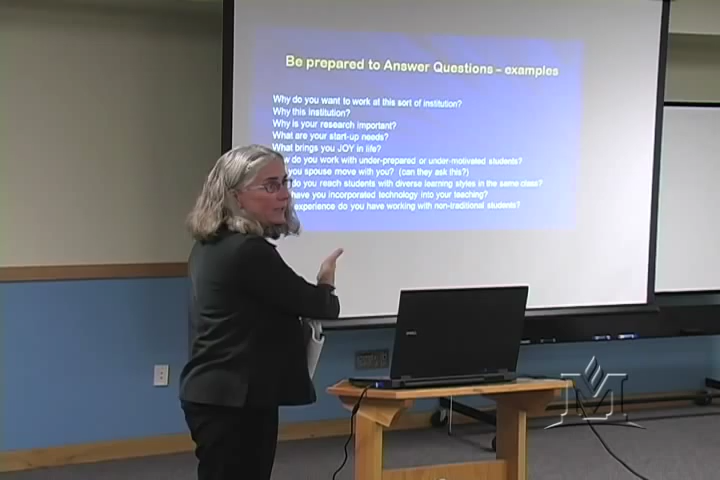 Be prepared to Answer Questions – examples
Why do you want to work at this sort of institution?
Why this institution?
Why is your research important?
What are your start-up needs?
What brings you JOY in life?
do you work with under-prepared or under-motivated students?
you spouse move with you? (can they ask this?)
do you reach students with diverse learning styles in the same class?
have you incorporated technology into your teaching?
experience do you have working with non-traditional students?
DELL
M